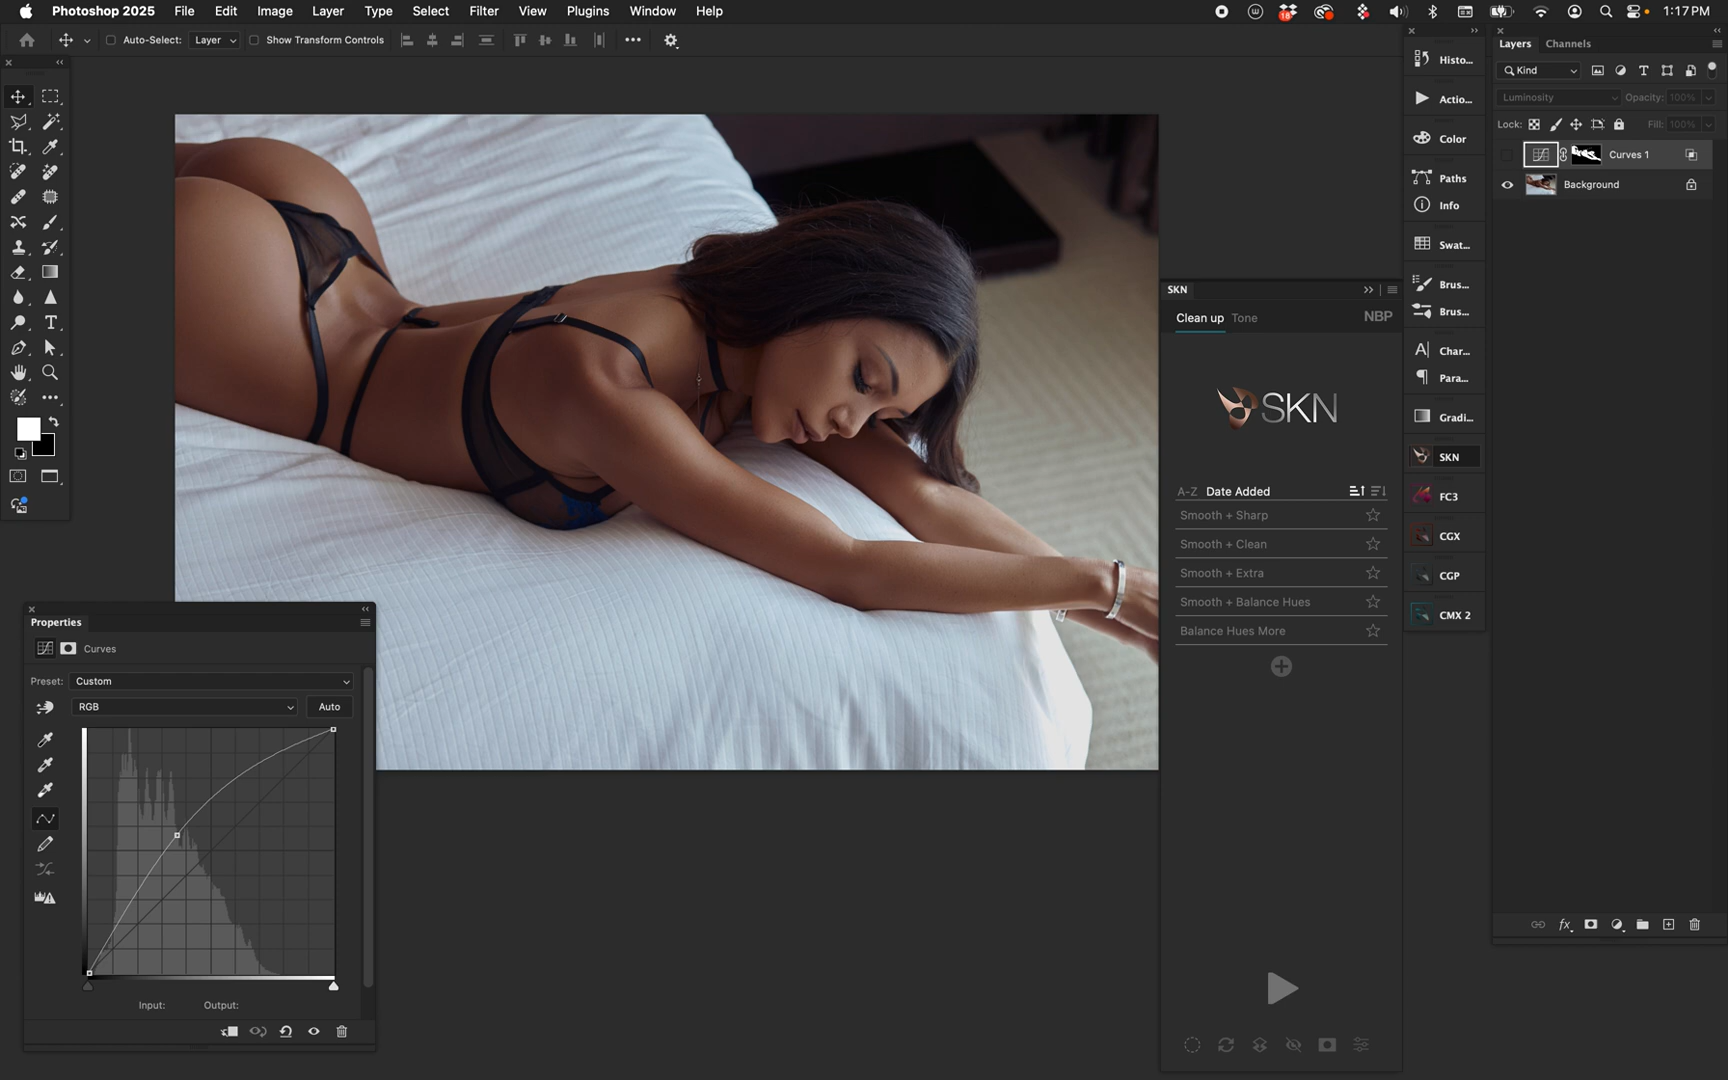 Photoshop 2025 File Edit Image Layer Type Select Filter View Plugins Window Help 18 1:17 PM
Auto-Select: Layer Show Transform Controls
Histo...
Actio...
Color
Paths
Info
Swat...
Brus...
Brus...
Char...
Para...
Gradi...
SKN
FC3
CGX
CGP
CMX 2
Layers Channels
Kind
Luminosity Opacity: 100%
Lock: Fill: 100%
Curves 1
Background
fx
SKN
Clean up Tone NBP
SKN
A-Z Date Added
Smooth + Sharp
Smooth + Clean
Smooth + Extra
Smooth + Balance Hues
Balance Hues More
Properties
Curves
Preset: Custom
RGB Auto
Input: Output: